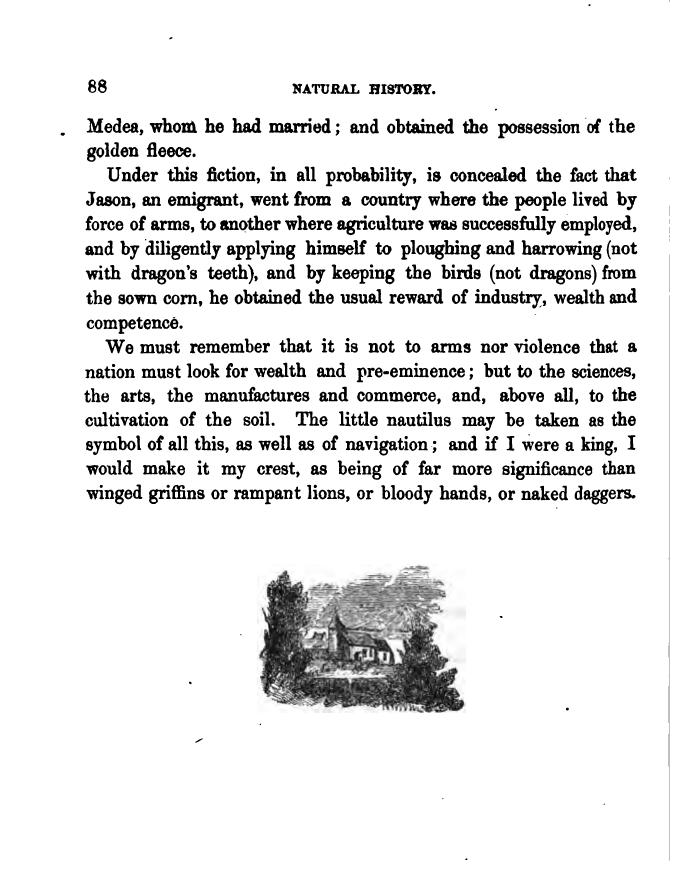 88 NATURAL HISTORY.
Medea, whom he had married; and obtained the possession of the
golden fleece.
Under this fiction, in all probability, is concealed the fact that
Jason, an emigrant, went from a country where the people lived by
force of arms, to another where agriculture was successfully employed,
and by diligently applying himself to ploughing and harrowing (not
with dragon's teeth), and by keeping the birds (not dragons) from
the sown corn, he obtained the usual reward of industry, wealth and
competence.
We must remember that it is not to arms nor violence that a
nation must look for wealth and pre-eminence; but to the sciences,
the arts, the manufactures and commerce, and, above all, to the
cultivation of the soil. The little nautilus may be taken as the
symbol of all this, as well as of navigation; and if I were a king, I
would make it my crest, as being of far more significance than
winged griffins or rampant lions, or bloody hands, or naked daggers.